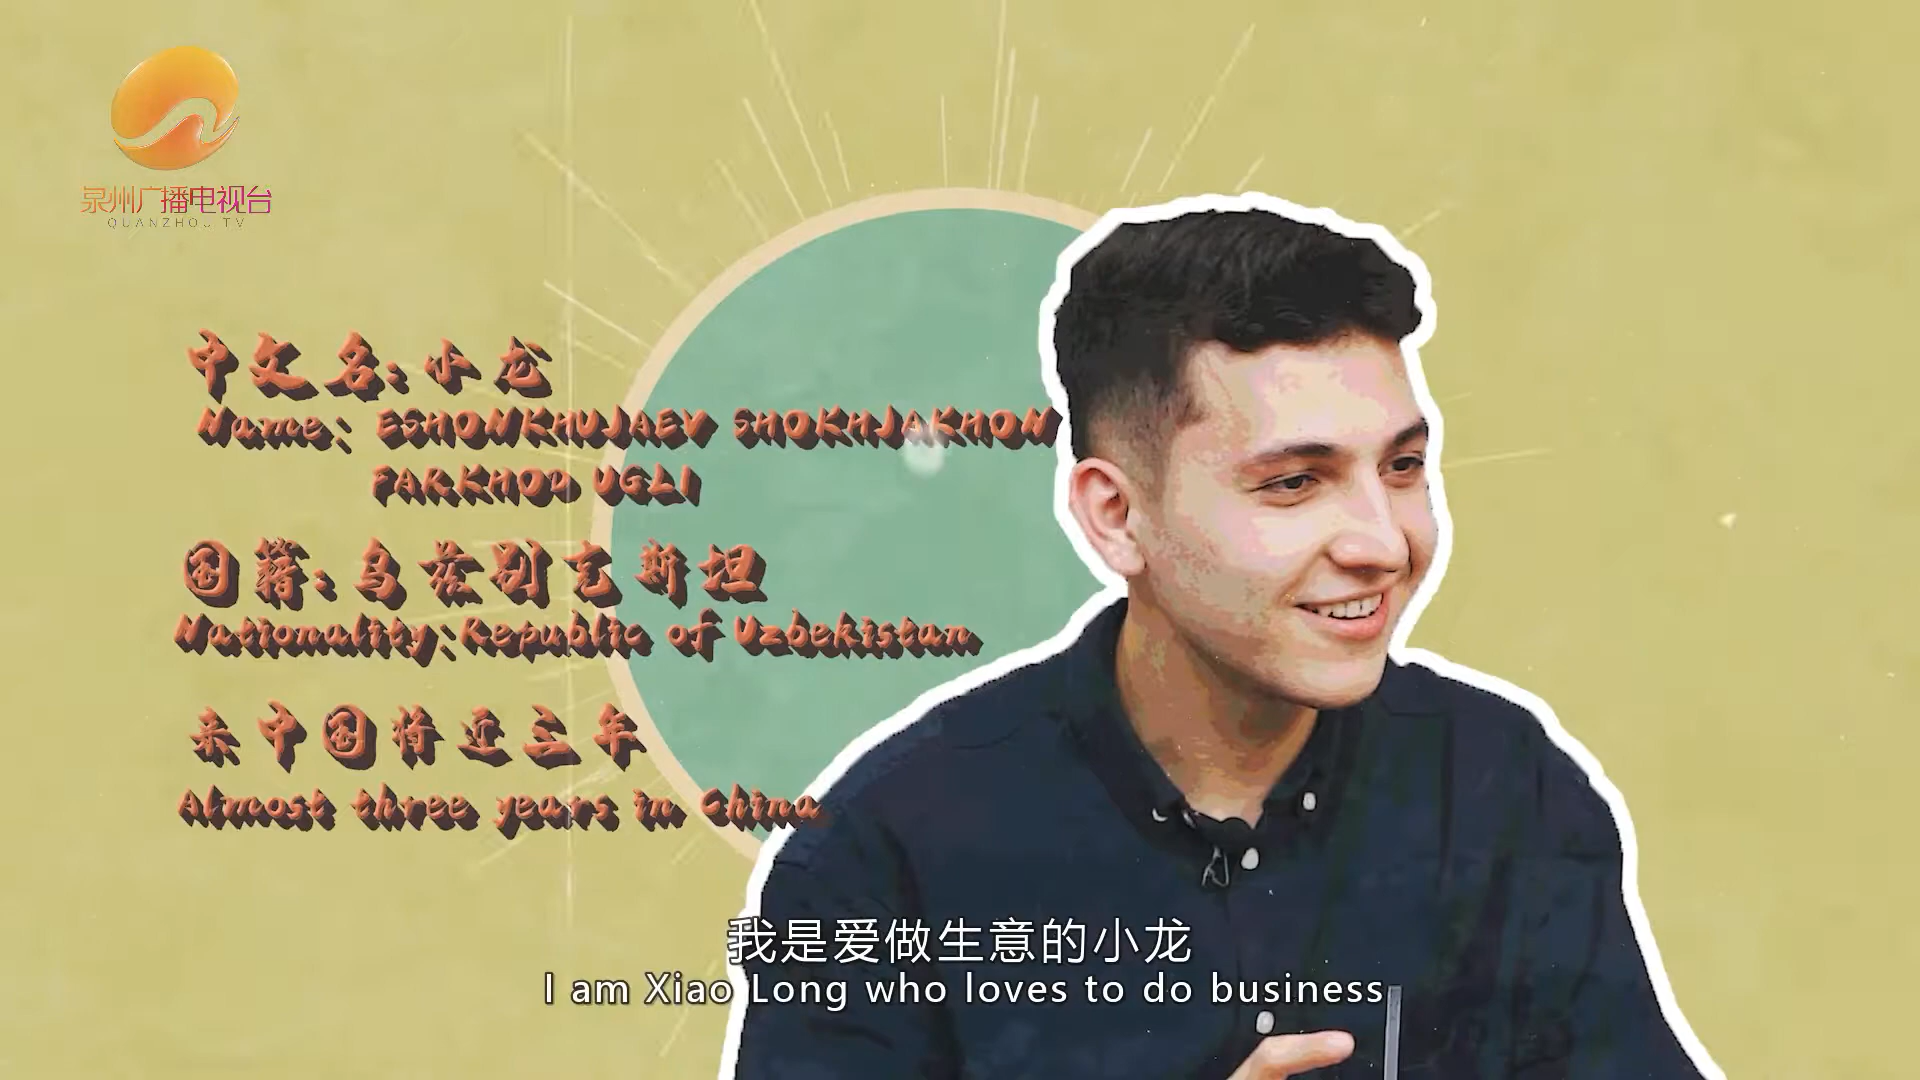 泉州广播电视台
QUANZHOU TV
中文名:小龙
Name: ESHONKHUJAEV SHOKHJAKHON
FARKHOD UGLI
国籍:乌兹别克斯坦
Nationality:Republic of Uzbekistan
来中国将近三年
Almost three years in China
我是爱做生意的小龙
I am Xiao Long who loves to do business